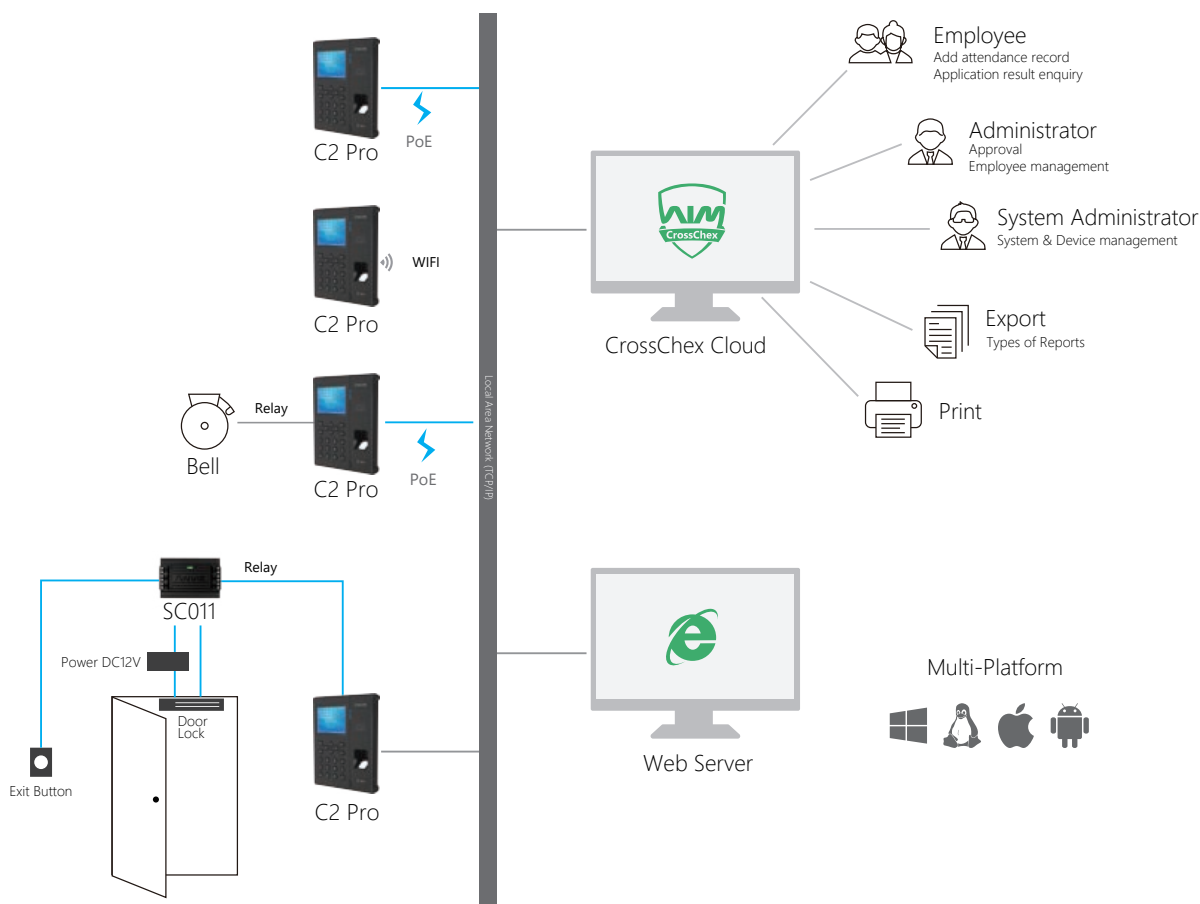 C2 Pro
PoE
C2 Pro
WIFI
Bell
Relay
C2 Pro
PoE
SC011
Relay
Power DC12V
Door
Lock
Exit Button
C2 Pro
Local Area Network (TCP/IP)
AIM
CrossChex
CrossChex Cloud
Employee
Add attendance record
Application result enquiry
Administrator
Approval
Employee management
System Administrator
System & Device management
Export
Types of Reports
Print
Web Server
Multi-Platform